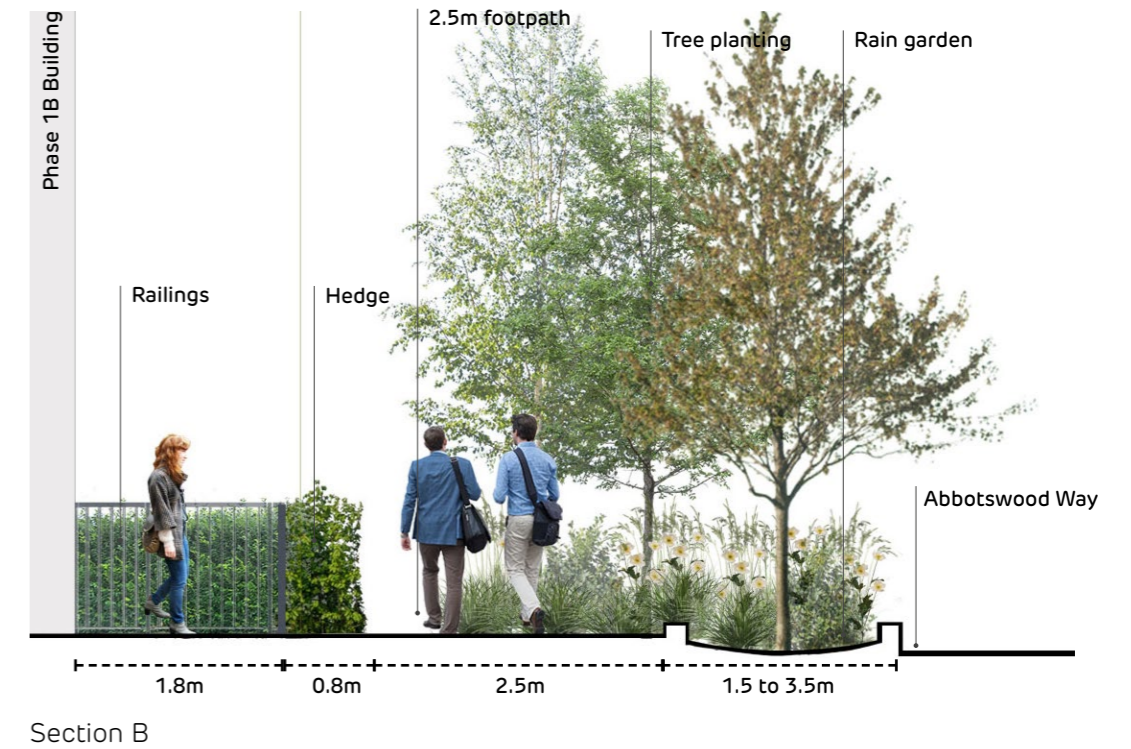 Phase 1B Building
2.5m footpath
Tree planting
Rain garden
Railings
Hedge
Abbotswood Way
1.8m
0.8m
2.5m
1.5 to 3.5m
Section B